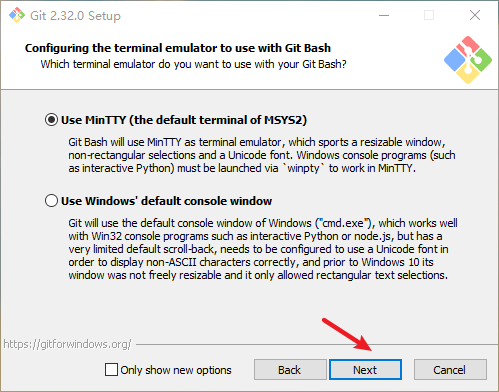 Git 2.32.0 Setup
Configuring the terminal emulator to use with Git Bash
Which terminal emulator do you want to use with your Git Bash?
Use MinTTY (the default terminal of MSYS2)
Git Bash will use MinTTY as terminal emulator, which sports a resizable window,
non-rectangular selections and a Unicode font. Windows console programs (such
as interactive Python) must be launched via `winpty` to work in MinTTY.
Use Windows' default console window
Git will use the default console window of Windows ("cmd.exe"), which works well
with Win32 console programs such as interactive Python or node.js, but has a
very limited default scroll-back, needs to be configured to use a Unicode font in
order to display non-ASCII characters correctly, and prior to Windows 10 its
window was not freely resizable and it only allowed rectangular text selections.
https://gitforwindows.org/
Only show new options
Back
Next
Cancel